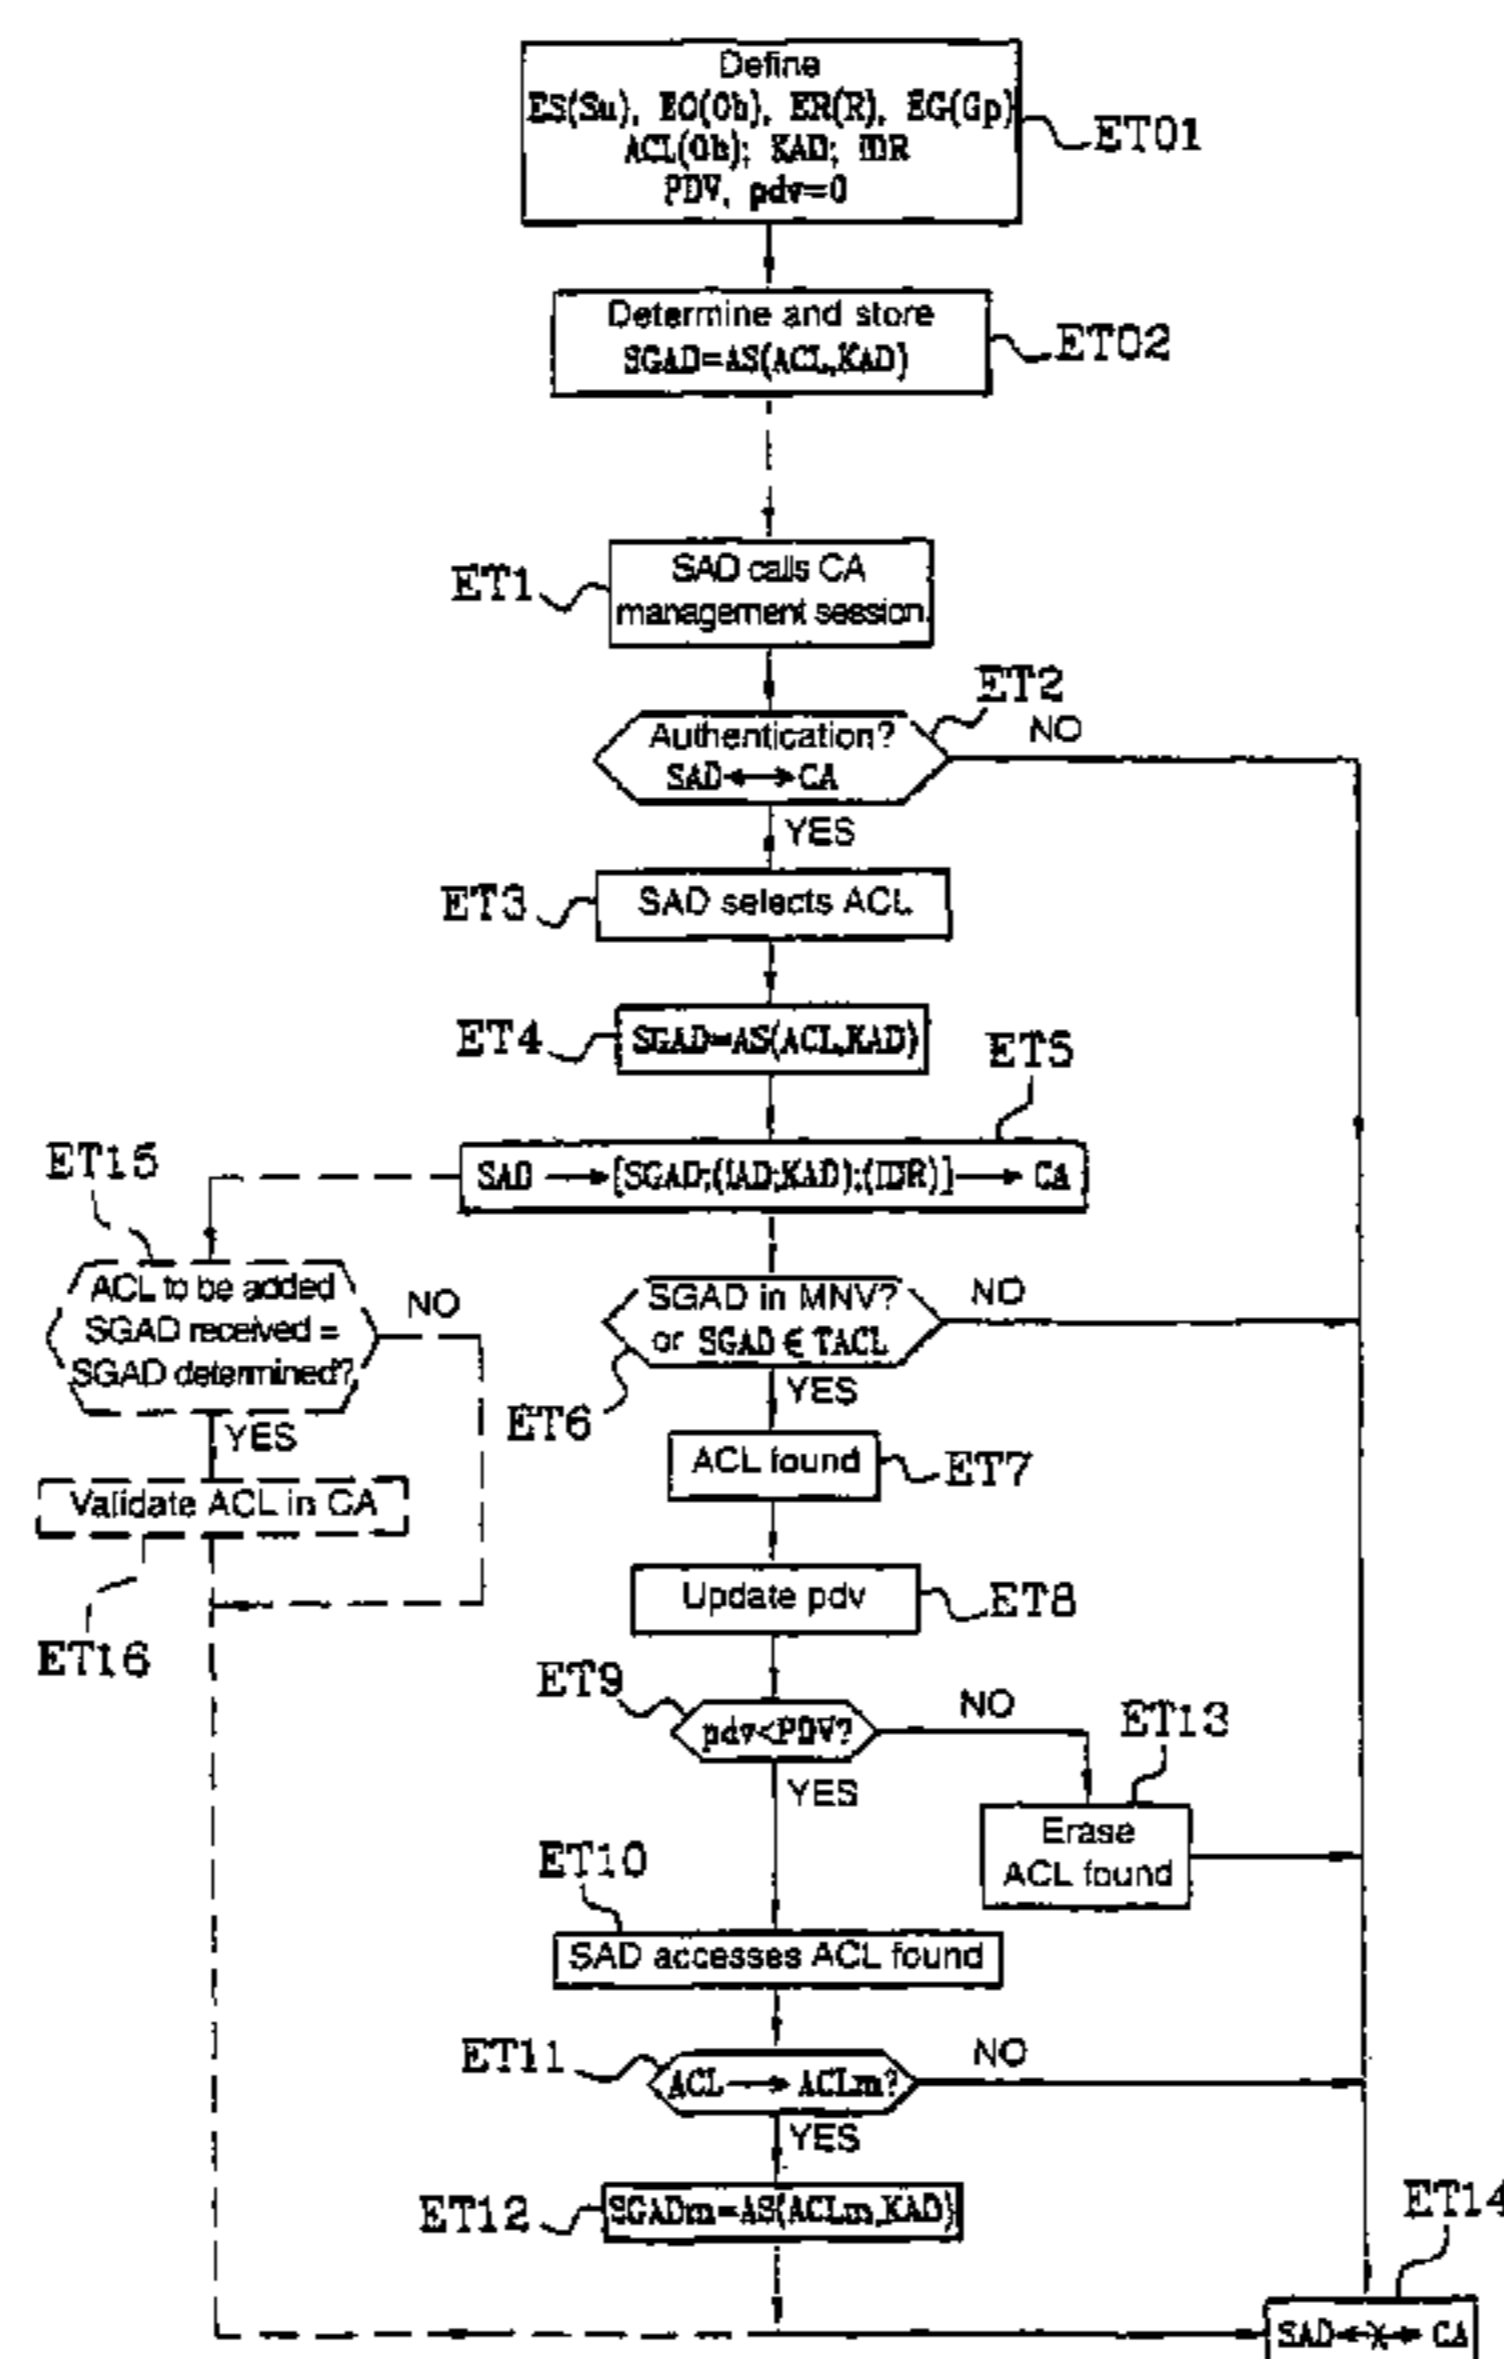 Define
ES(Su), EO(Ob), ER(R), EG(Gp)
ACL(Ob); KAD; IDR
PDV, pdv=0
ET01
Determine and store
SGAD=AS(ACL,KAD)
ET02
ET1
SAD calls CA
management session
ET2
Authentication?
SAD↔CA
NO
YES
ET3
SAD selects ACL
ET4
SGAD=AS(ACL,KAD)
ET5
SAD → [SGAD;(IAD;KAD);(IDR)] → CA
ET15
ACL to be added
SGAD received =
SGAD determined?
NO
YES
Validate ACL in CA
ET16
SGAD in MNV?
or SGAD ∈ TACL
NO
YES
ET6
ACL found
ET7
Update pdv
ET8
ET9
pdv<PDV?
NO
YES
ET13
Erase
ACL found
ET10
SAD accesses ACL found
ET11
ACL → ACLm?
NO
YES
ET12
SGADm=AS(ACLm,KAD)
ET14
SAD↔X↔CA